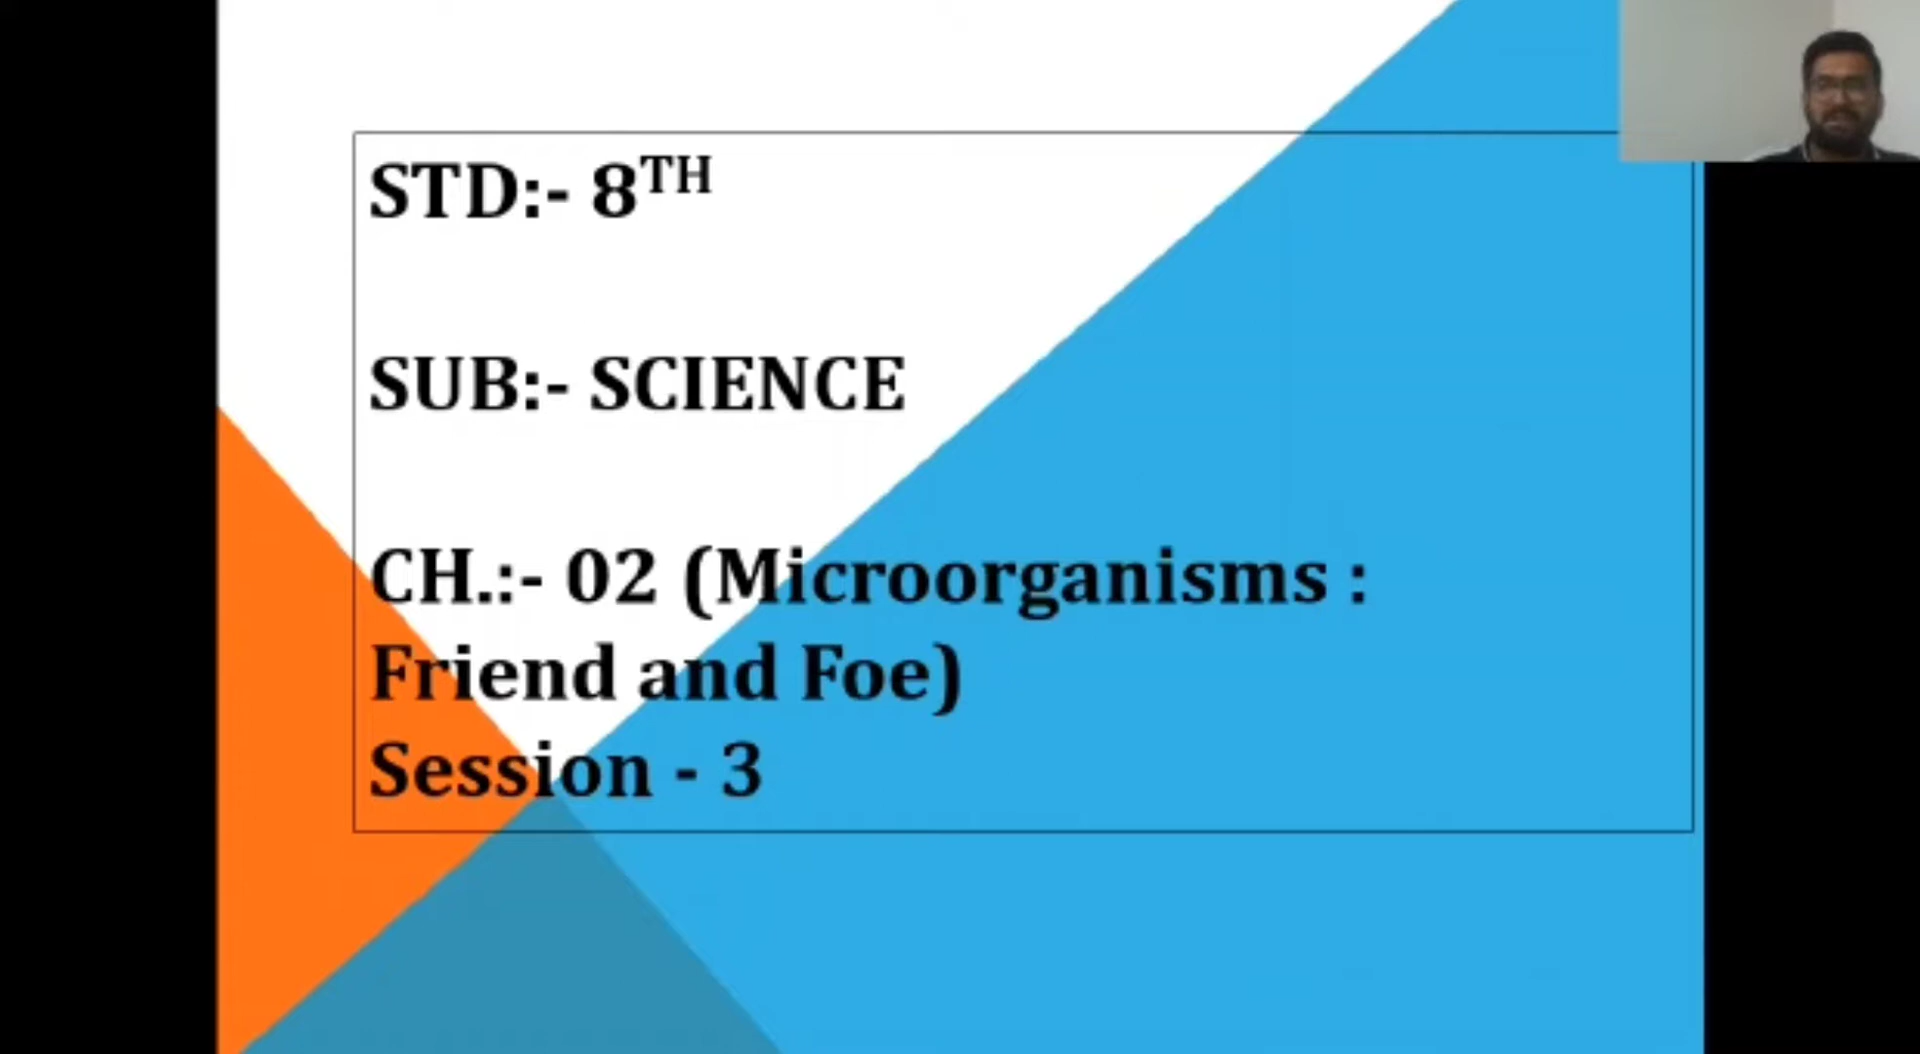 STD:- 8TH
SUB:- SCIENCE
CH.:- 02 (Microorganisms :
Friend and Foe)
Session - 3